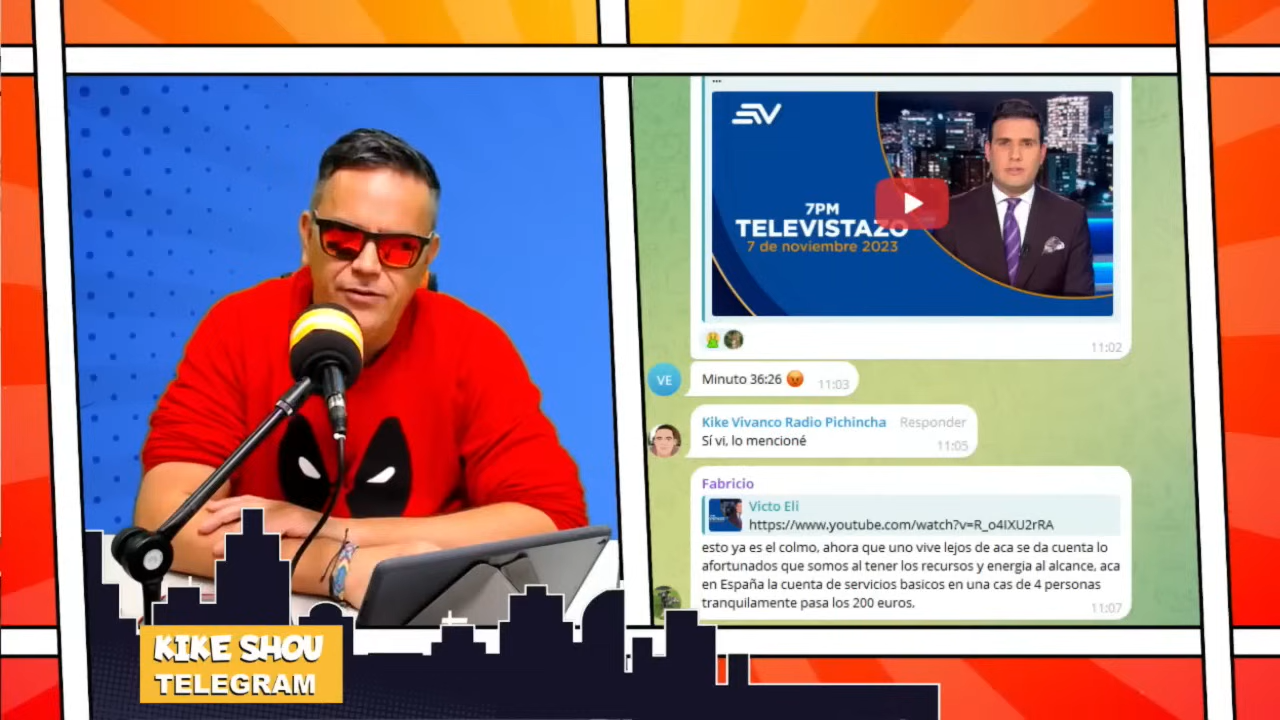 ...
7PM
TELEVISTAZO
7 de noviembre 2023
11:02
VE
Minuto 36:26 😡 11:03
Kike Vivanco Radio Pichincha Responder
Sí vi, lo mencioné
11:05
Fabricio
Victo Eli
https://www.youtube.com/watch?v=R_o4IXU2rRA
esto ya es el colmo, ahora que uno vive lejos de aca se da cuenta lo
afortunados que somos al tener los recursos y energia al alcance, aca
en España la cuenta de servicios basicos en una cas de 4 personas
tranquilamente pasa los 200 euros.
11:07
KIKE SHOU
TELEGRAM